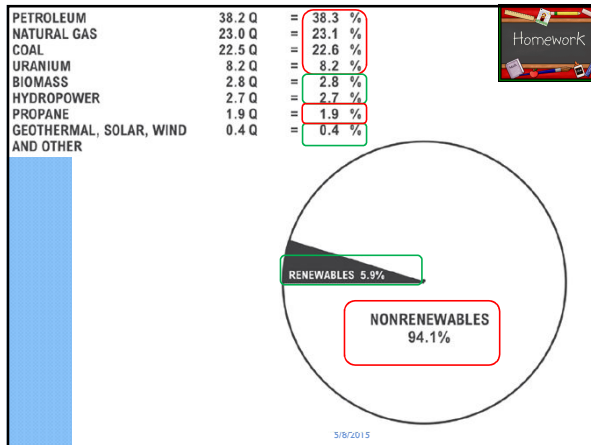 PETROLEUM 38.2 Q = 38.3 %
NATURAL GAS 23.0 Q = 23.1 %
COAL 22.5 Q = 22.6 %
URANIUM 8.2 Q = 8.2 %
BIOMASS 2.8 Q = 2.8 %
HYDROPOWER 2.7 Q = 2.7 %
PROPANE 1.9 Q = 1.9 %
GEOTHERMAL, SOLAR, WIND 0.4 Q = 0.4 %
AND OTHER
Homework
RENEWABLES 5.9%
NONRENEWABLES
94.1%
5/8/2015